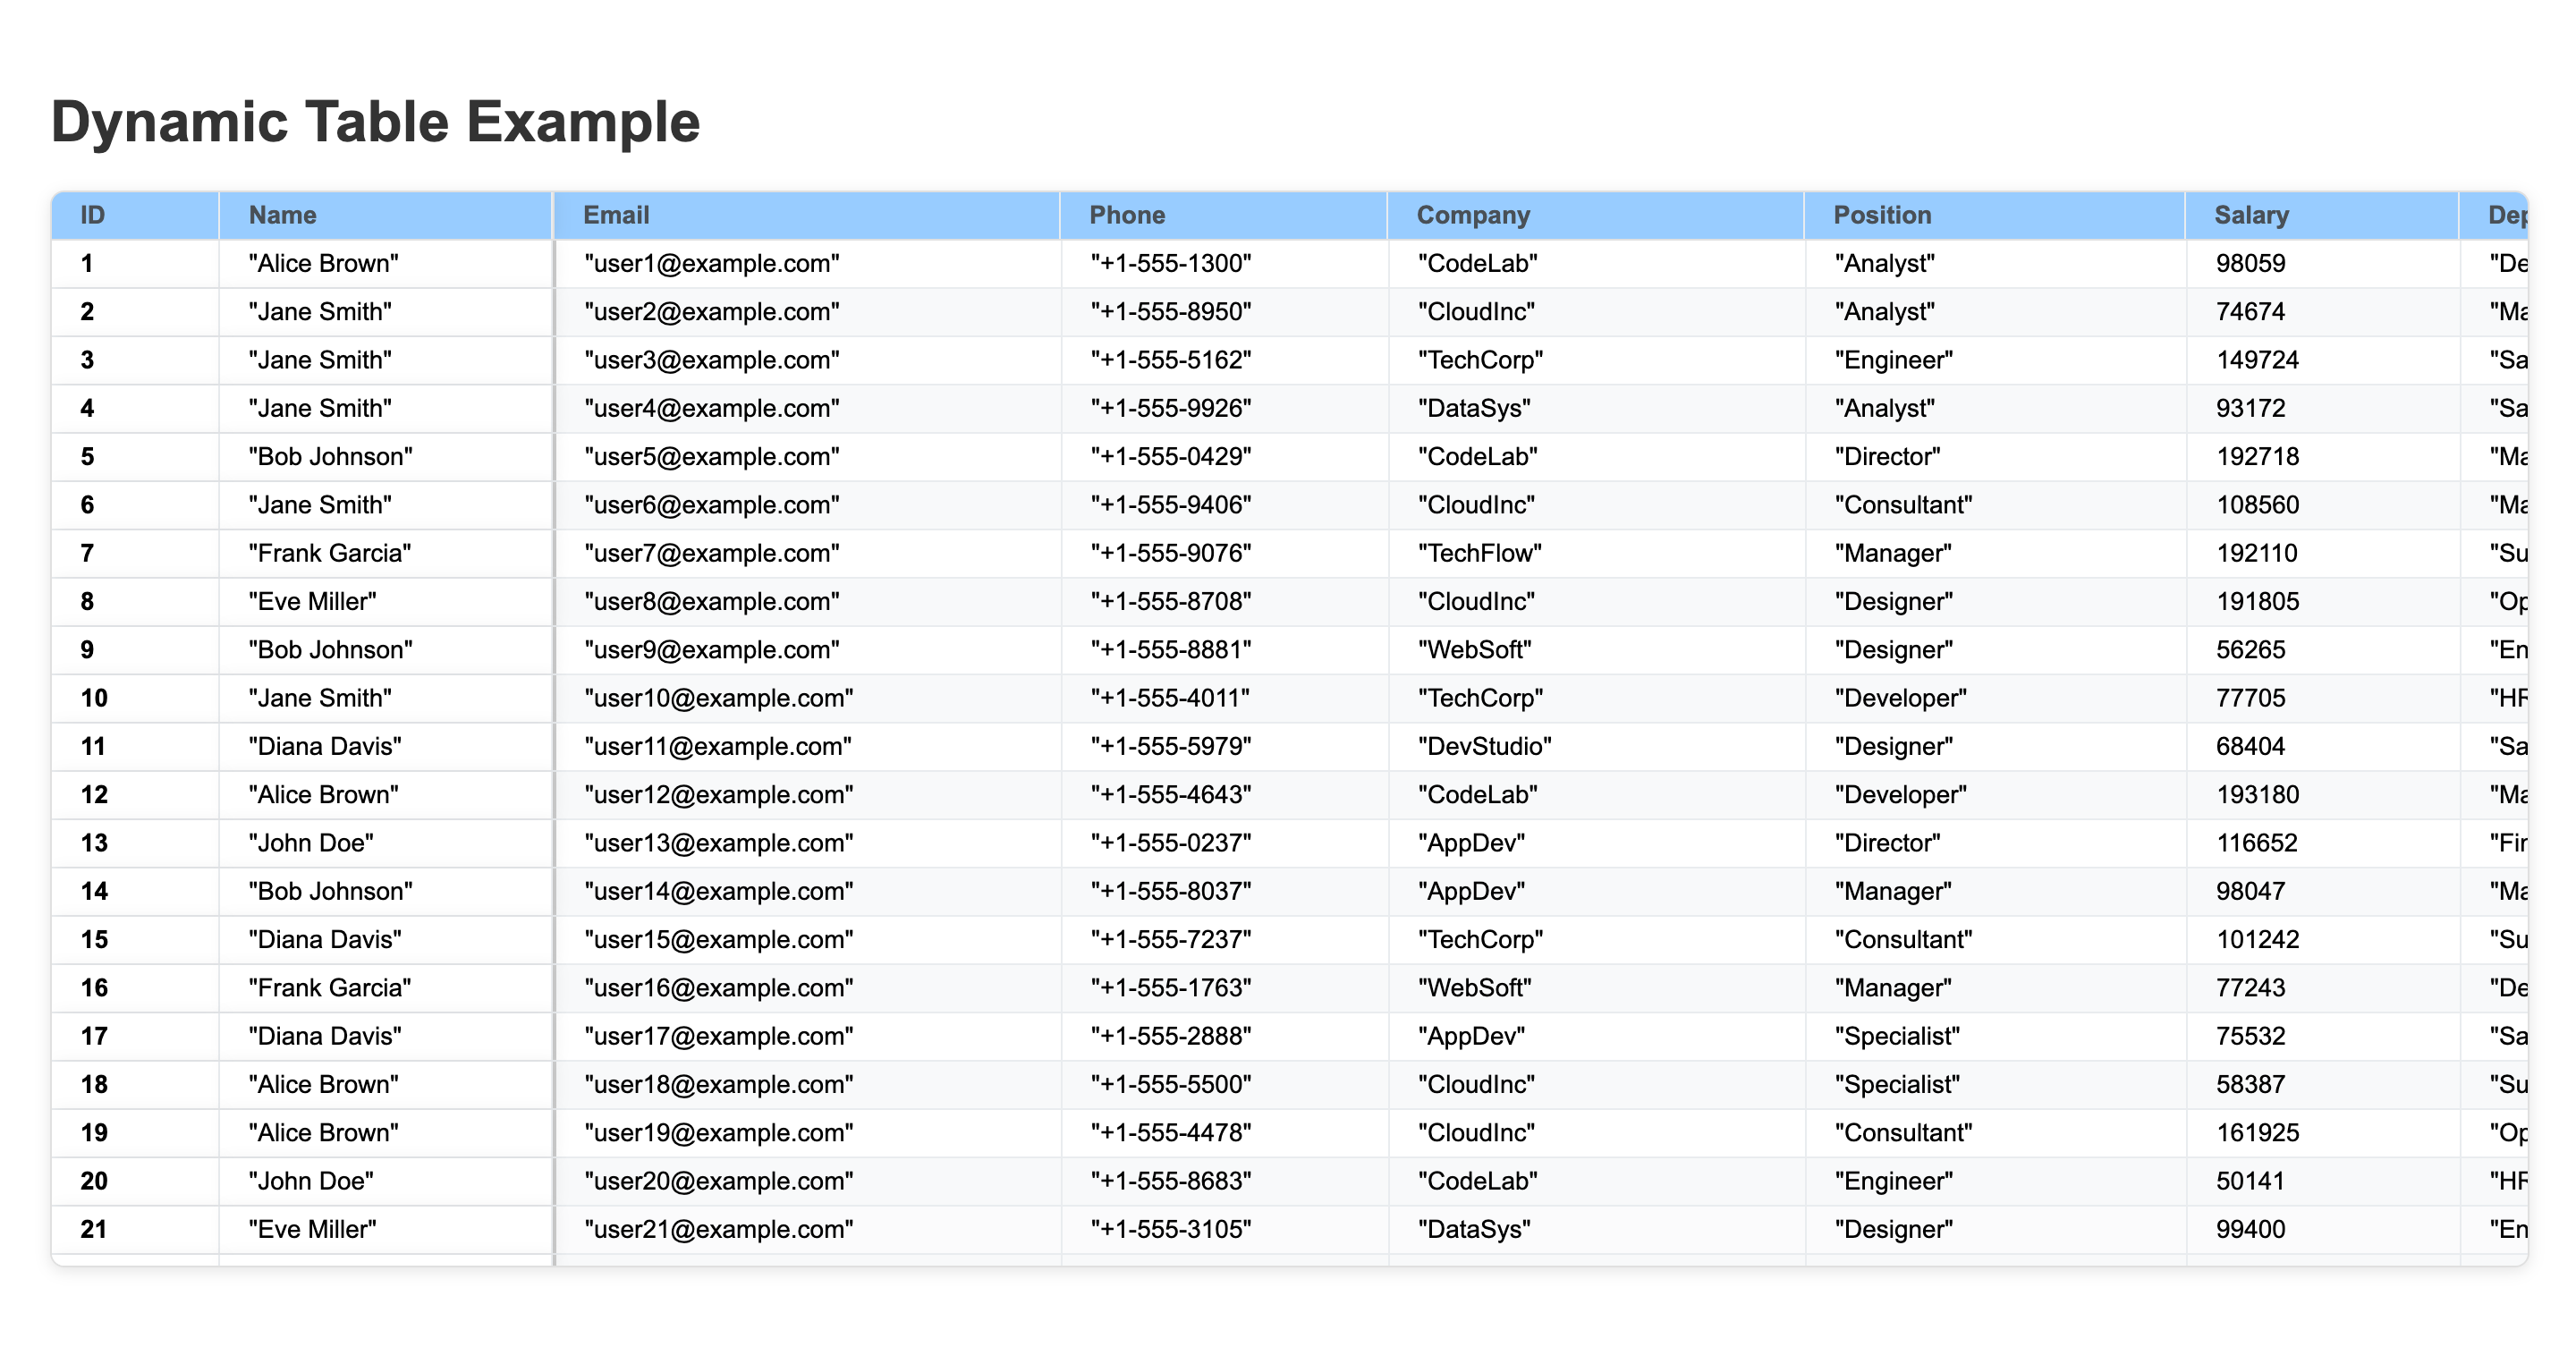 Dynamic Table Example
ID Name Email Phone Company Position Salary Dep
1 "Alice Brown" "user1@example.com" "+1-555-1300" "CodeLab" "Analyst" 98059 "De
2 "Jane Smith" "user2@example.com" "+1-555-8950" "CloudInc" "Analyst" 74674 "Ma
3 "Jane Smith" "user3@example.com" "+1-555-5162" "TechCorp" "Engineer" 149724 "Sa
4 "Jane Smith" "user4@example.com" "+1-555-9926" "DataSys" "Analyst" 93172 "Sa
5 "Bob Johnson" "user5@example.com" "+1-555-0429" "CodeLab" "Director" 192718 "Ma
6 "Jane Smith" "user6@example.com" "+1-555-9406" "CloudInc" "Consultant" 108560 "Ma
7 "Frank Garcia" "user7@example.com" "+1-555-9076" "TechFlow" "Manager" 192110 "Su
8 "Eve Miller" "user8@example.com" "+1-555-8708" "CloudInc" "Designer" 191805 "Op
9 "Bob Johnson" "user9@example.com" "+1-555-8881" "WebSoft" "Designer" 56265 "En
10 "Jane Smith" "user10@example.com" "+1-555-4011" "TechCorp" "Developer" 77705 "HR
11 "Diana Davis" "user11@example.com" "+1-555-5979" "DevStudio" "Designer" 68404 "Sa
12 "Alice Brown" "user12@example.com" "+1-555-4643" "CodeLab" "Developer" 193180 "Ma
13 "John Doe" "user13@example.com" "+1-555-0237" "AppDev" "Director" 116652 "Fin
14 "Bob Johnson" "user14@example.com" "+1-555-8037" "AppDev" "Manager" 98047 "Ma
15 "Diana Davis" "user15@example.com" "+1-555-7237" "TechCorp" "Consultant" 101242 "Su
16 "Frank Garcia" "user16@example.com" "+1-555-1763" "WebSoft" "Manager" 77243 "De
17 "Diana Davis" "user17@example.com" "+1-555-2888" "AppDev" "Specialist" 75532 "Sa
18 "Alice Brown" "user18@example.com" "+1-555-5500" "CloudInc" "Specialist" 58387 "Su
19 "Alice Brown" "user19@example.com" "+1-555-4478" "CloudInc" "Consultant" 161925 "Op
20 "John Doe" "user20@example.com" "+1-555-8683" "CodeLab" "Engineer" 50141 "HR
21 "Eve Miller" "user21@example.com" "+1-555-3105" "DataSys" "Designer" 99400 "En